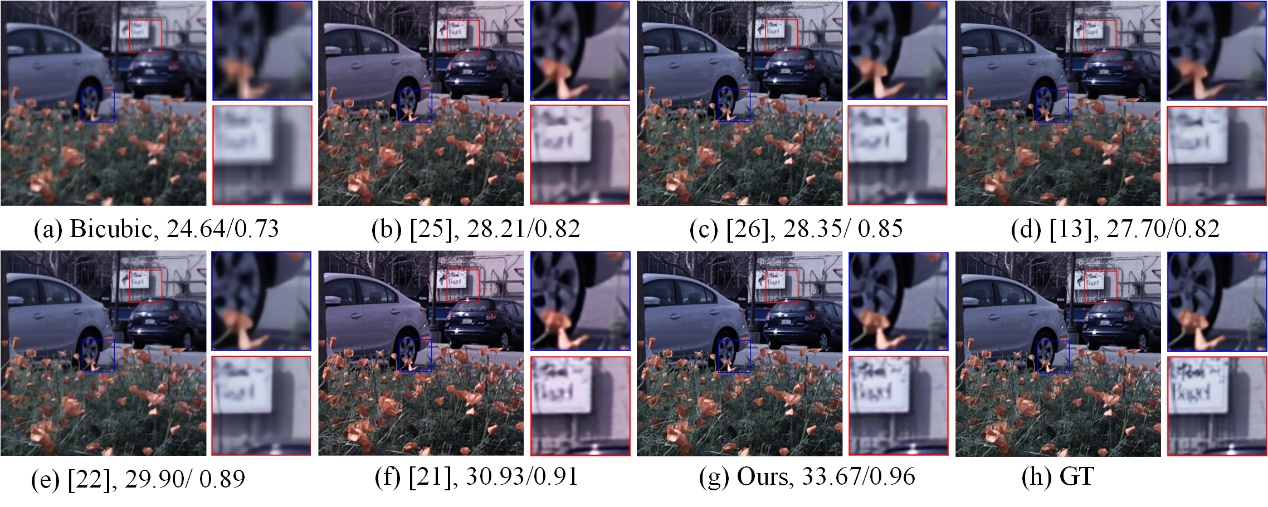 (a) Bicubic, 24.64/0.73
(b) [25], 28.21/0.82
(c) [26], 28.35/ 0.85
(d) [13], 27.70/0.82
(e) [22], 29.90/ 0.89
(f) [21], 30.93/0.91
(g) Ours, 33.67/0.96
(h) GT